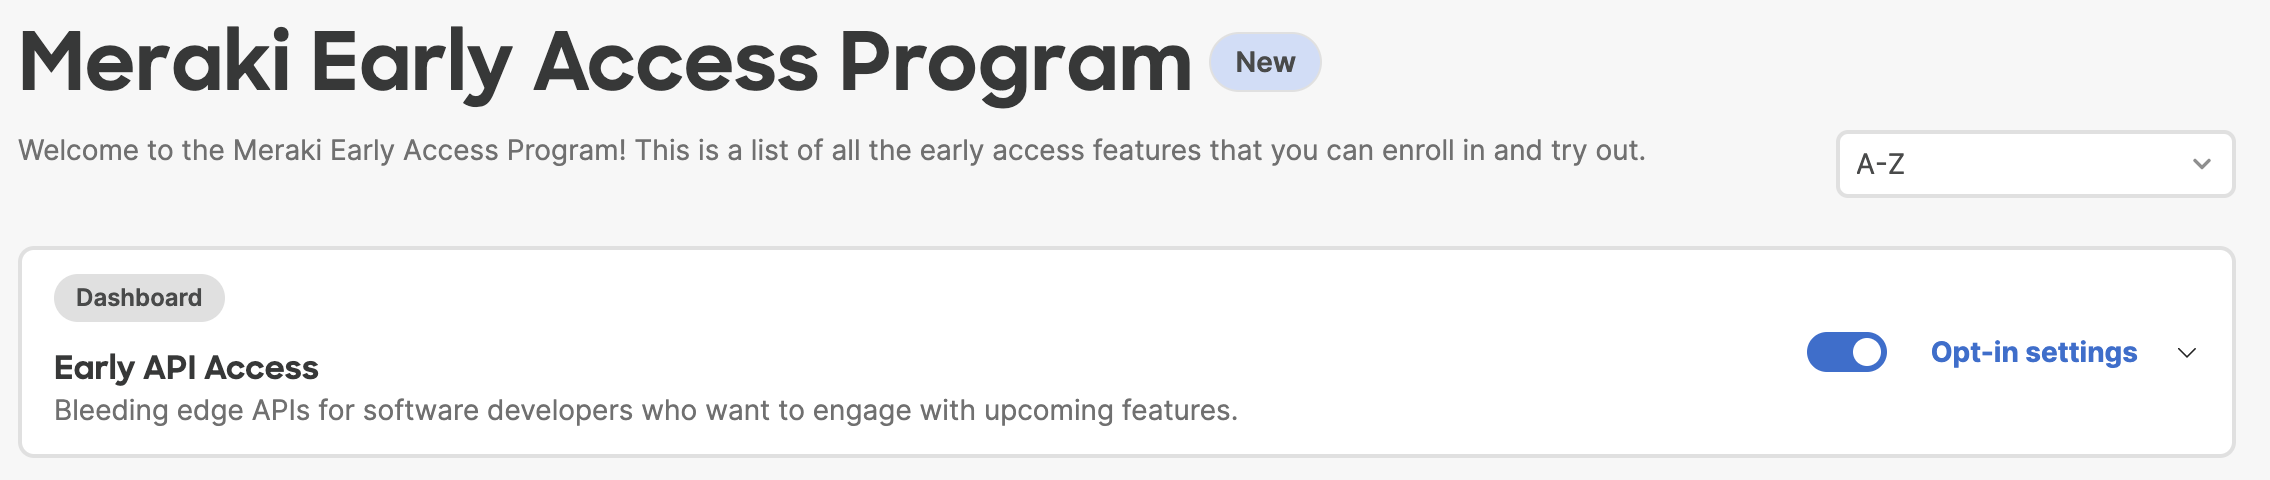 Meraki Early Access Program New
Welcome to the Meraki Early Access Program! This is a list of all the early access features that you can enroll in and try out.
A-Z
Dashboard
Early API Access
Opt-in settings
Bleeding edge APIs for software developers who want to engage with upcoming features.